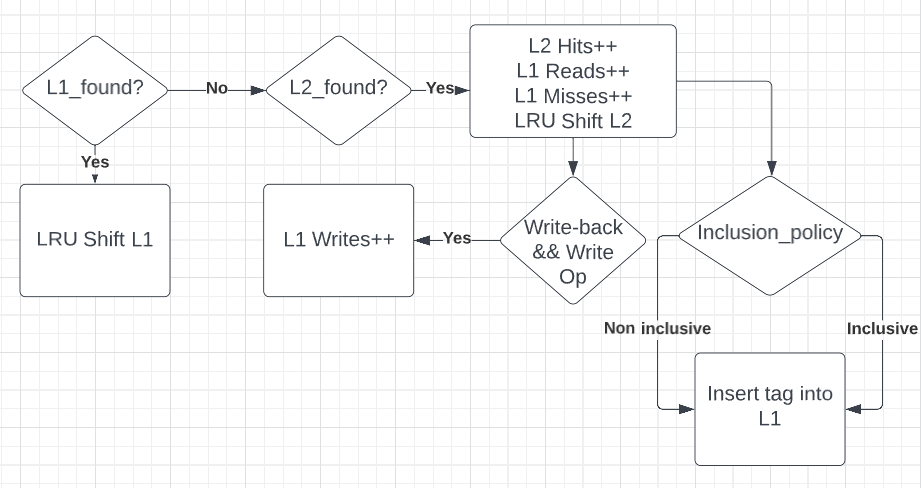 L1_found?
No
L2_found?
Yes
L2 Hits++
L1 Reads++
L1 Misses++
LRU Shift L2
Yes
LRU Shift L1
L1 Writes++
Yes
Write-back
&& Write
Op
Inclusion_policy
Non inclusive
Inclusive
Insert tag into
L1